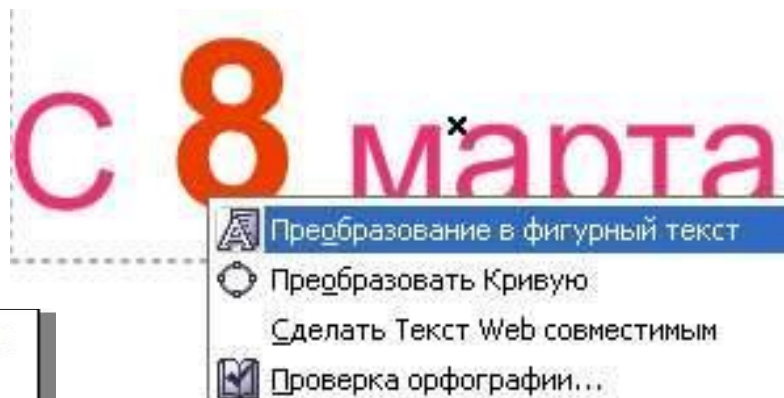 С 8 марта
Преобразование в фигурный текст
Преобразовать Кривую
Сделать Текст Web совместимым
Проверка орфографии...